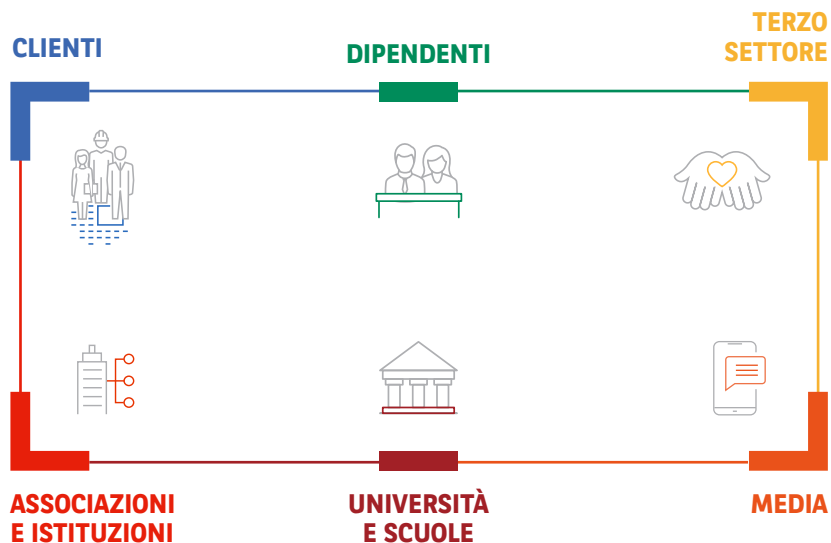 CLIENTI
DIPENDENTI
TERZO
SETTORE
ASSOCIAZIONI
E ISTITUZIONI
UNIVERSITÀ
E SCUOLE
MEDIA